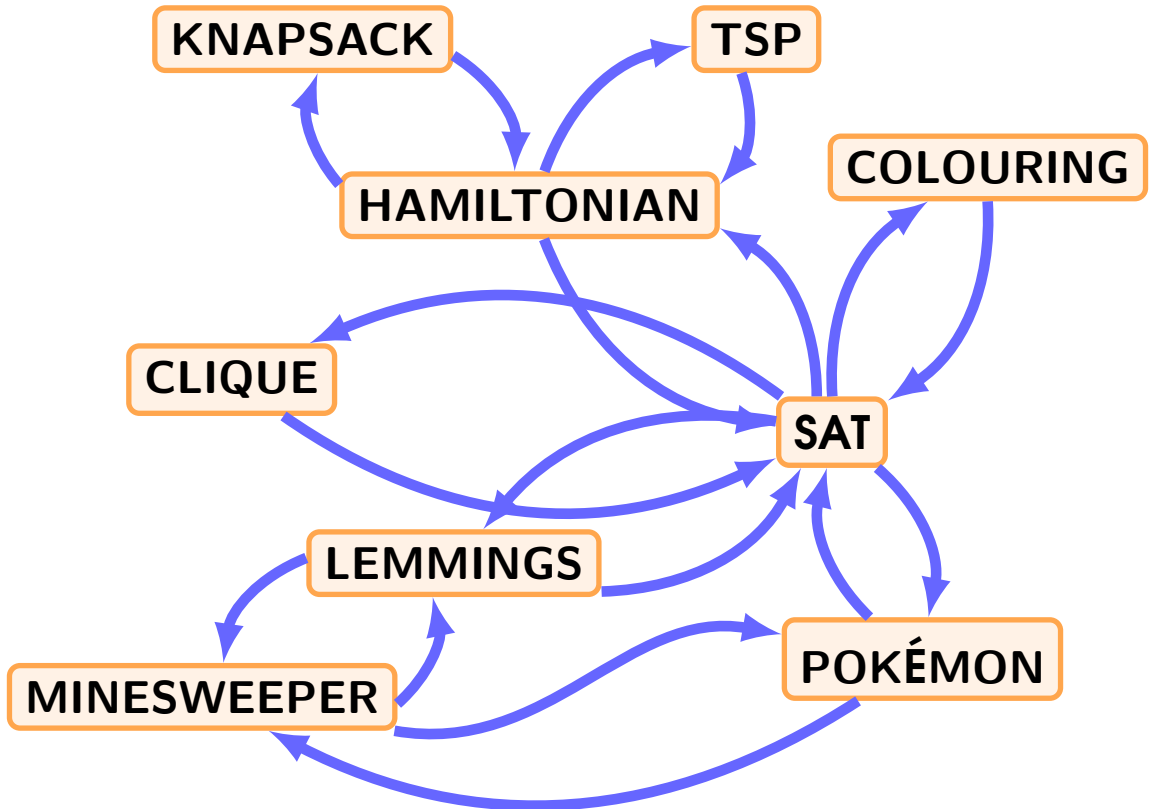 KNAPSACK
TSP
COLOURING
HAMILTONIAN
CLIQUE
SAT
LEMMINGS
POKÉMON
MINESWEEPER